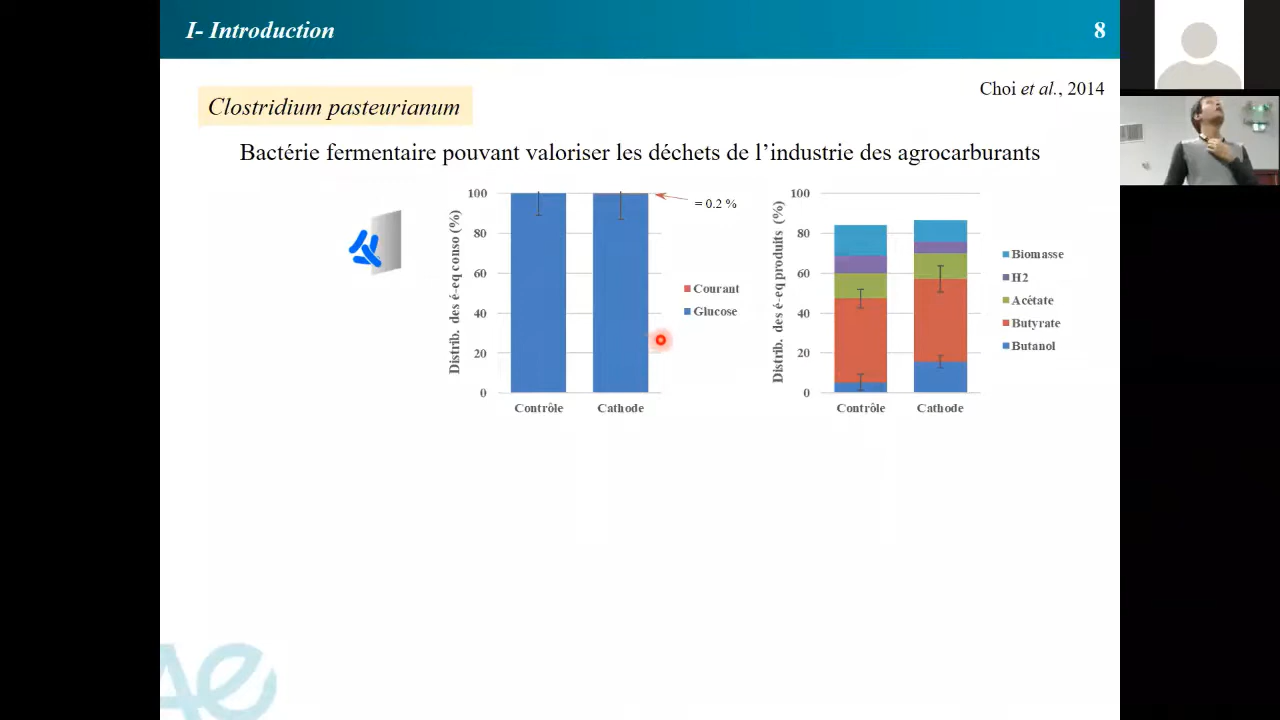 I- Introduction
8
Choi et al., 2014
Clostridium pasteurianum
Bactérie fermentaire pouvant valoriser les déchets de l’industrie des agrocarburants
Distrib. des é-eq conso (%)
100
80
60
40
20
0
Contrôle
Cathode
= 0.2 %
Courant
Glucose
Distrib. des é-eq produits (%)
100
80
60
40
20
0
Contrôle
Cathode
Biomasse
H2
Acétate
Butyrate
Butanol